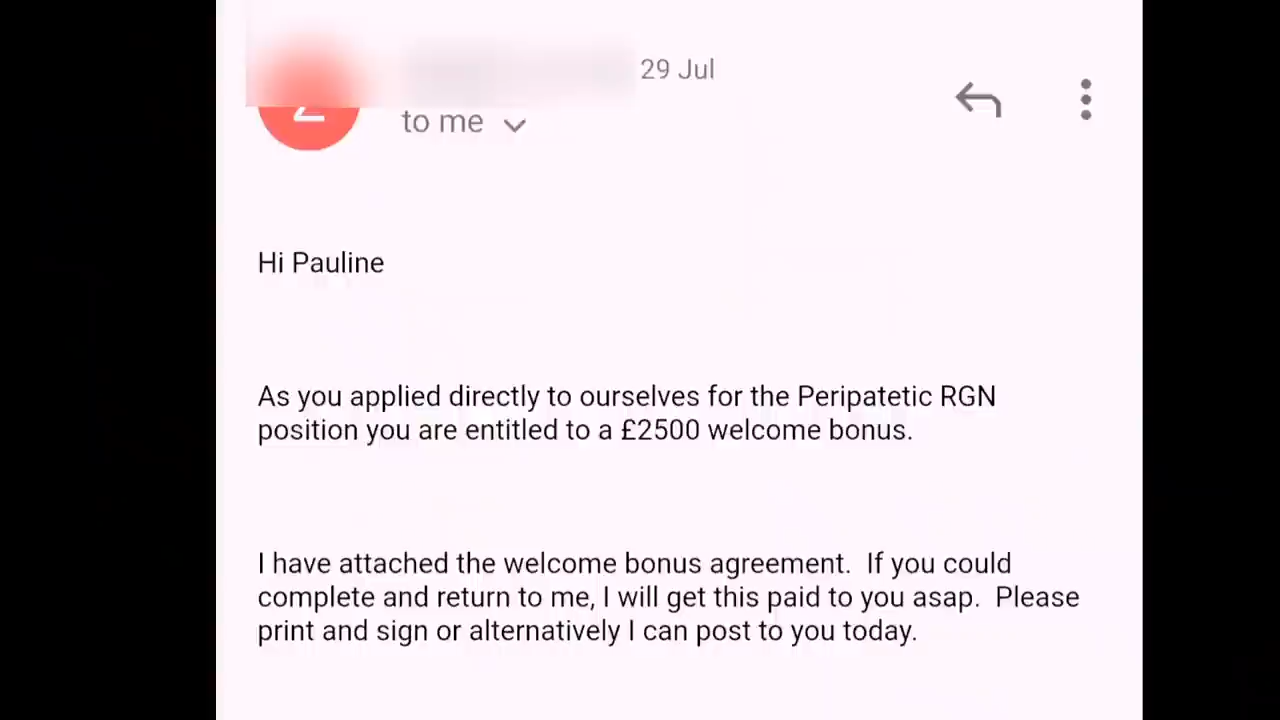 29 Jul
to me
Hi Pauline
As you applied directly to ourselves for the Peripatetic RGN
position you are entitled to a £2500 welcome bonus.
I have attached the welcome bonus agreement.  If you could
complete and return to me, I will get this paid to you asap.  Please
print and sign or alternatively I can post to you today.